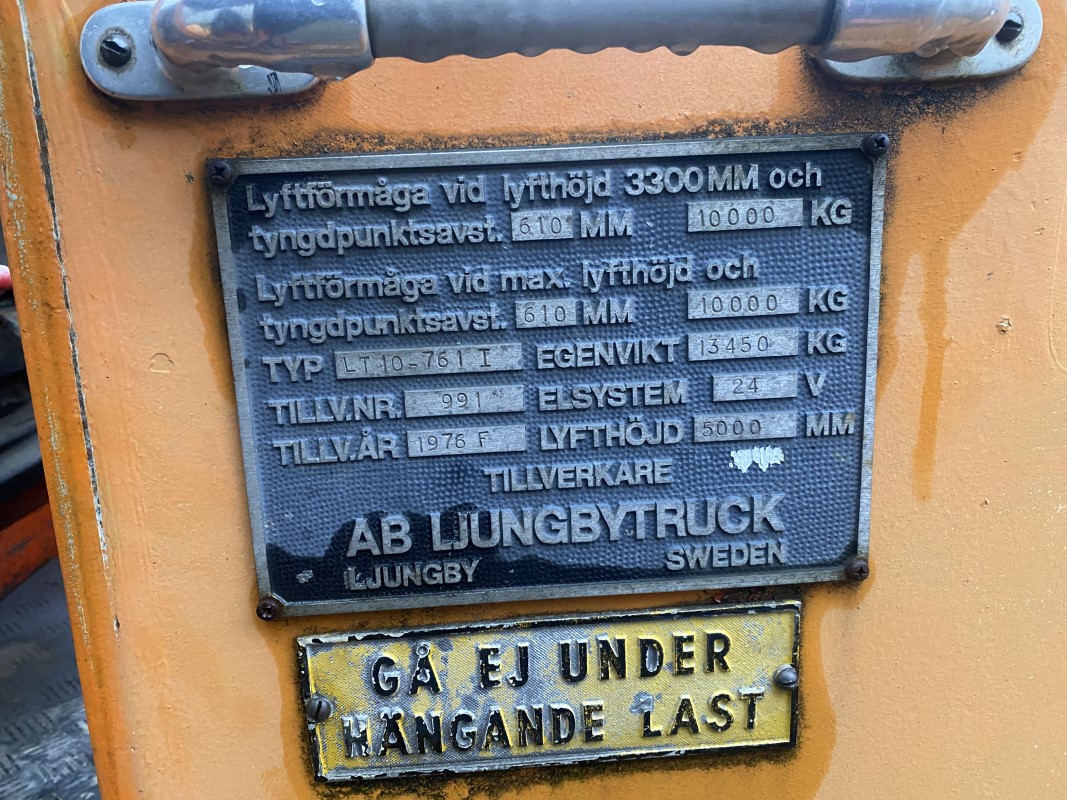 Lyftförmåga vid lyfthöjd 3300 MM och
tyngdpunktsavst. 610 MM 10000 KG
Lyftförmåga vid max. lyfthöjd och
tyngdpunktsavst. 610 MM 10000 KG
TYP LT 10-761 I EGENVIKT 13450 KG
TILLV.NR. 991 ELSYSTEM 24 V
TILLV.ÅR 1976 F LYFTHÖJD 5000 MM
TILLVERKARE
AB LJUNGBYTRUCK
LJUNGBY SWEDEN
GÅ EJ UNDER
HÄNGANDE LAST